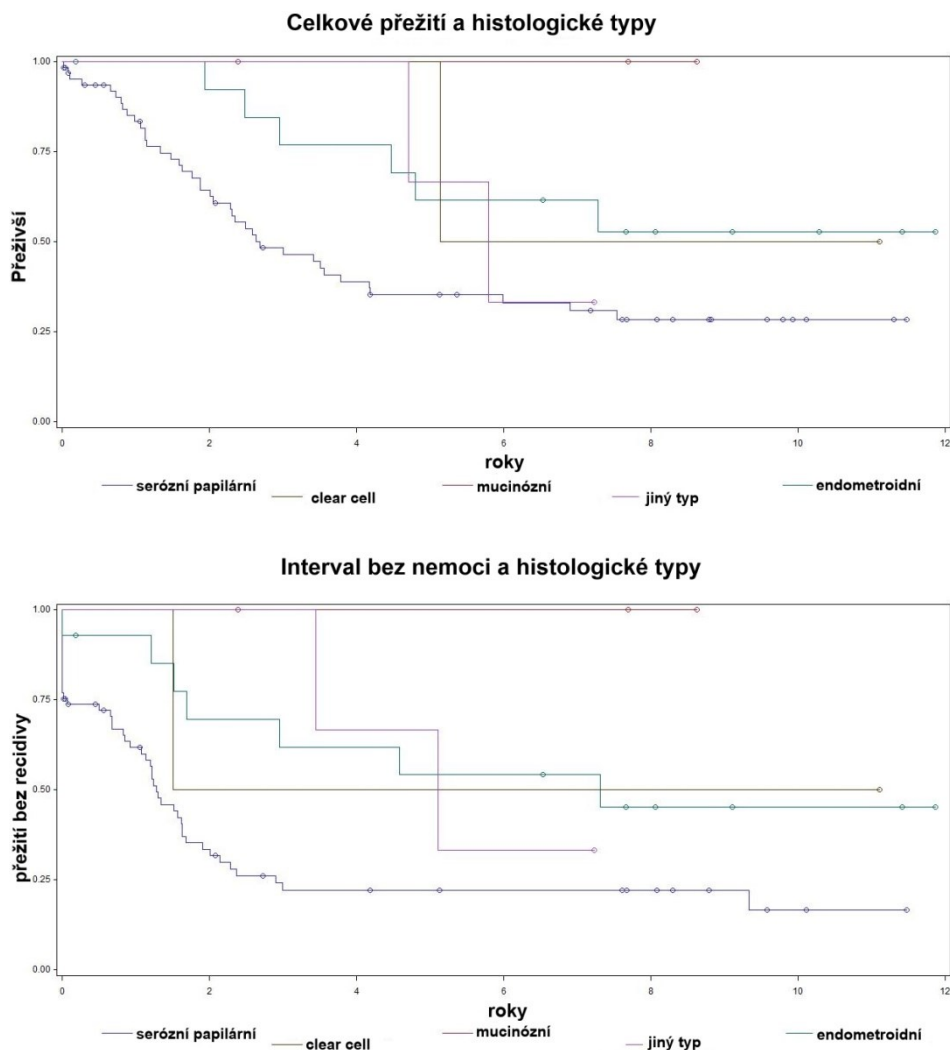 Celkové přežití a histologické typy
1.00
0.75
0.50
0.25
0.00
Přeživší
0 2 4 6 8 10 12
roky
serózní papilární clear cell mucinózní jiný typ endometroidní
Interval bez nemoci a histologické typy
1.00
0.75
0.50
0.25
0.00
přežití bez recidivy
0 2 4 6 8 10 12
roky
serózní papilární clear cell mucinózní jiný typ endometroidní